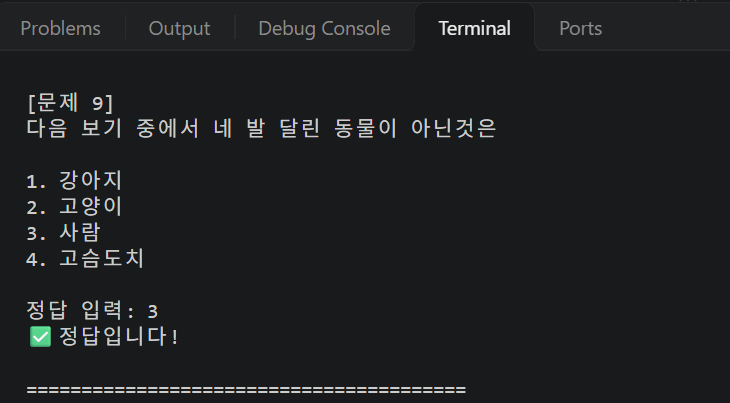 Problems Output Debug Console Terminal Ports
[문제 9]
다음 보기 중에서 네 발 달린 동물이 아닌것은
1. 강아지
2. 고양이
3. 사람
4. 고슴도치
정답 입력: 3
✅ 정답입니다!
========================================